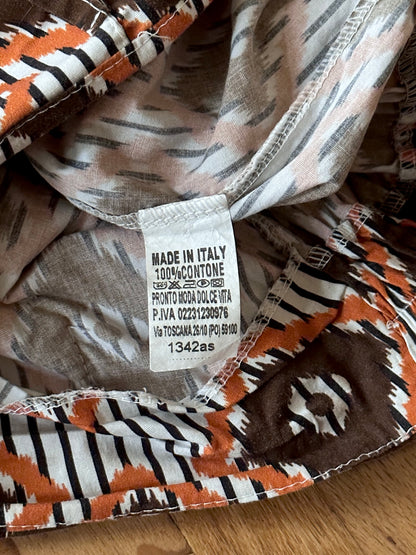 MADE IN ITALY
100%CONTONE
PRONTO MODA DOLCE VITA
P.IVA 02231230976
Via TOSCANA 26/10 (PO) 59100
1342as